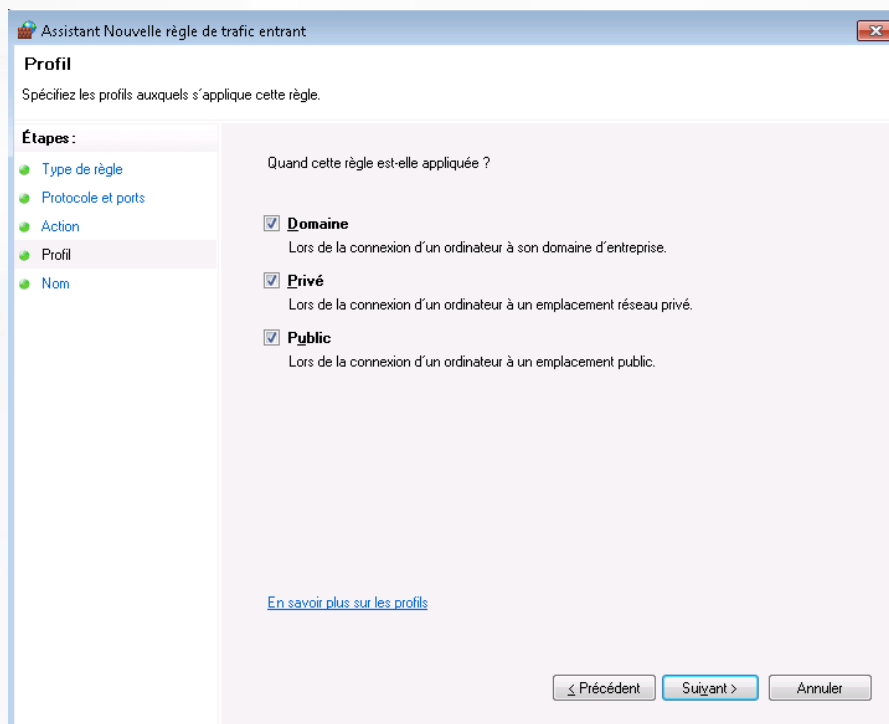 Assistant Nouvelle règle de trafic entrant
Profil
Spécifiez les profils auxquels s´applique cette règle.
Étapes :
Type de règle
Protocole et ports
Action
Profil
Nom
Quand cette règle est-elle appliquée ?
Domaine
Lors de la connexion d´un ordinateur à son domaine d´entreprise.
Privé
Lors de la connexion d´un ordinateur à un emplacement réseau privé.
Public
Lors de la connexion d´un ordinateur à un emplacement public.
En savoir plus sur les profils
< Précédent
Suivant >
Annuler